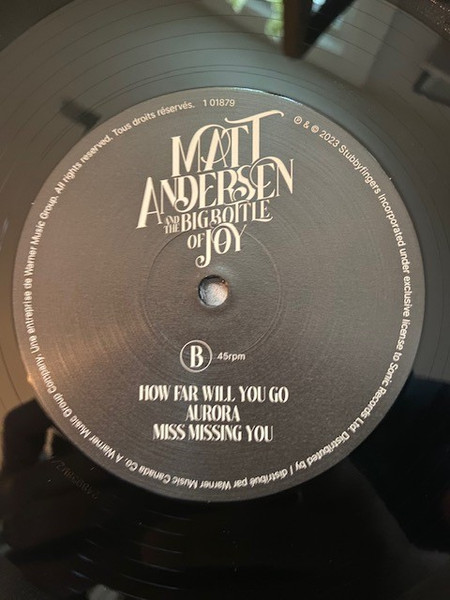 MATT
ANDERSEN
AND THE BIG BOTTLE
OF JOY
B 45rpm
HOW FAR WILL YOU GO
AURORA
MISS MISSING YOU
℗ & © 2023 Stubbyfingers Incorporated under exclusive license to Sonic Records Ltd. Distributed by / distribué par Warner Music Canada Co. A Warner Music Group Company. Une entreprise de Warner Music Group. All rights reserved. Tous droits réservés. 1 01879